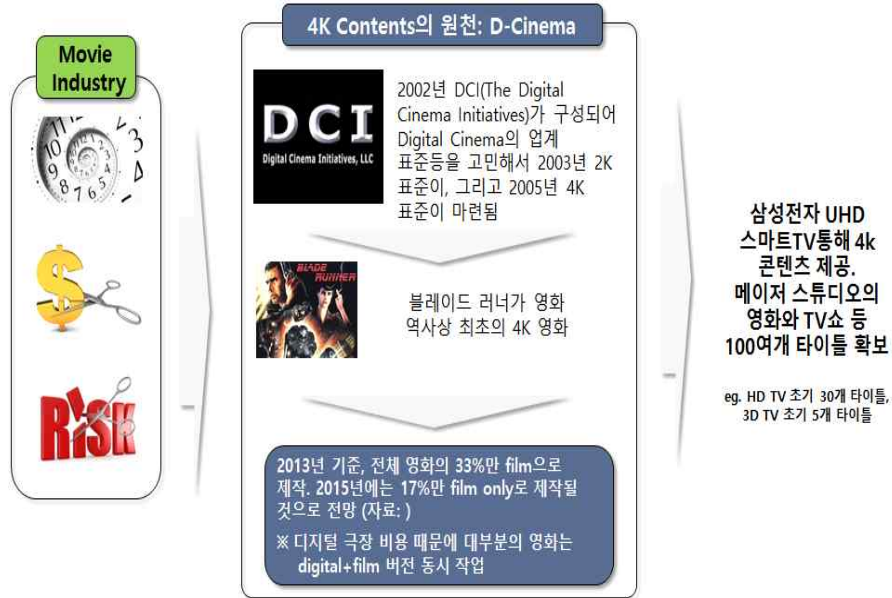 4K Contents의 원천: D-Cinema
Movie
Industry
12
11
10
9
8
7
6
5
4
3
$
RISK
DCI
Digital Cinema Initiatives, LLC
2002년 DCI(The Digital
Cinema Initiatives)가 구성되어
Digital Cinema의 업계
표준등을 고민해서 2003년 2K
표준이, 그리고 2005년 4K
표준이 마련됨
BLADE
RUNNER
블레이드 러너가 영화
역사상 최초의 4K 영화
2013년 기준, 전체 영화의 33%만 film으로
제작. 2015년에는 17%만 film only로 제작될
것으로 전망 (자료: )
※ 디지털 극장 비용 때문에 대부분의 영화는
digital+film 버전 동시 작업
삼성전자 UHD
스마트TV통해 4k
콘텐츠 제공.
메이저 스튜디오의
영화와 TV쇼 등
100여개 타이틀 확보
eg. HD TV 초기 30개 타이틀,
3D TV 초기 5개 타이틀